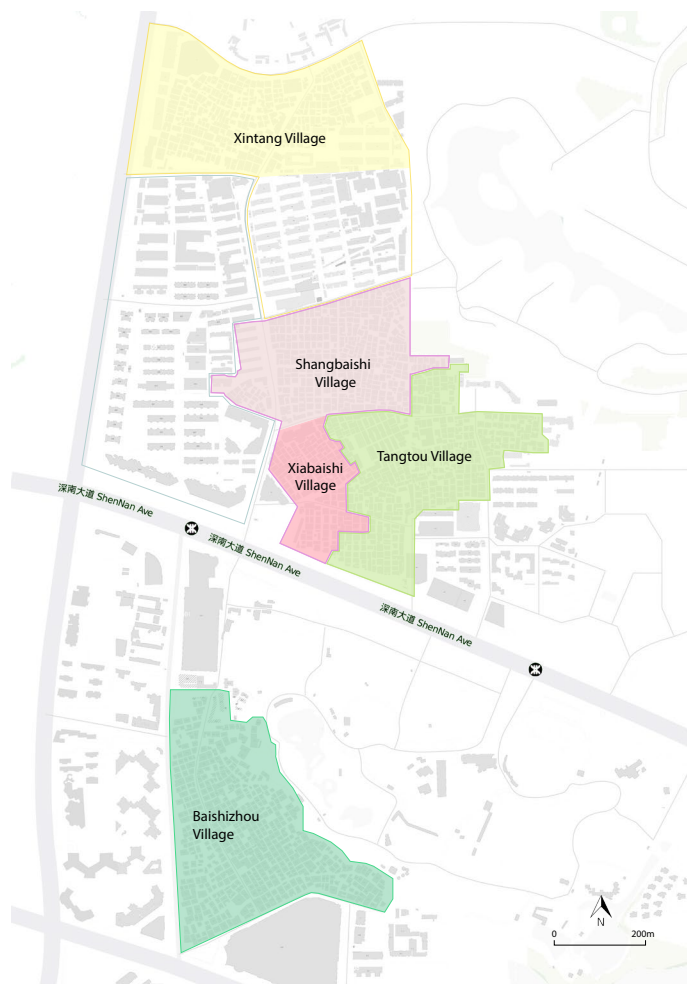 Xintang Village
Shangbaishi
Village
Xiabaishi
Village
Tangtou Village
深南大道 ShenNan Ave
深南大道 ShenNan Ave
深南大道 ShenNan Ave
Baishizhou
Village
N
0 200m